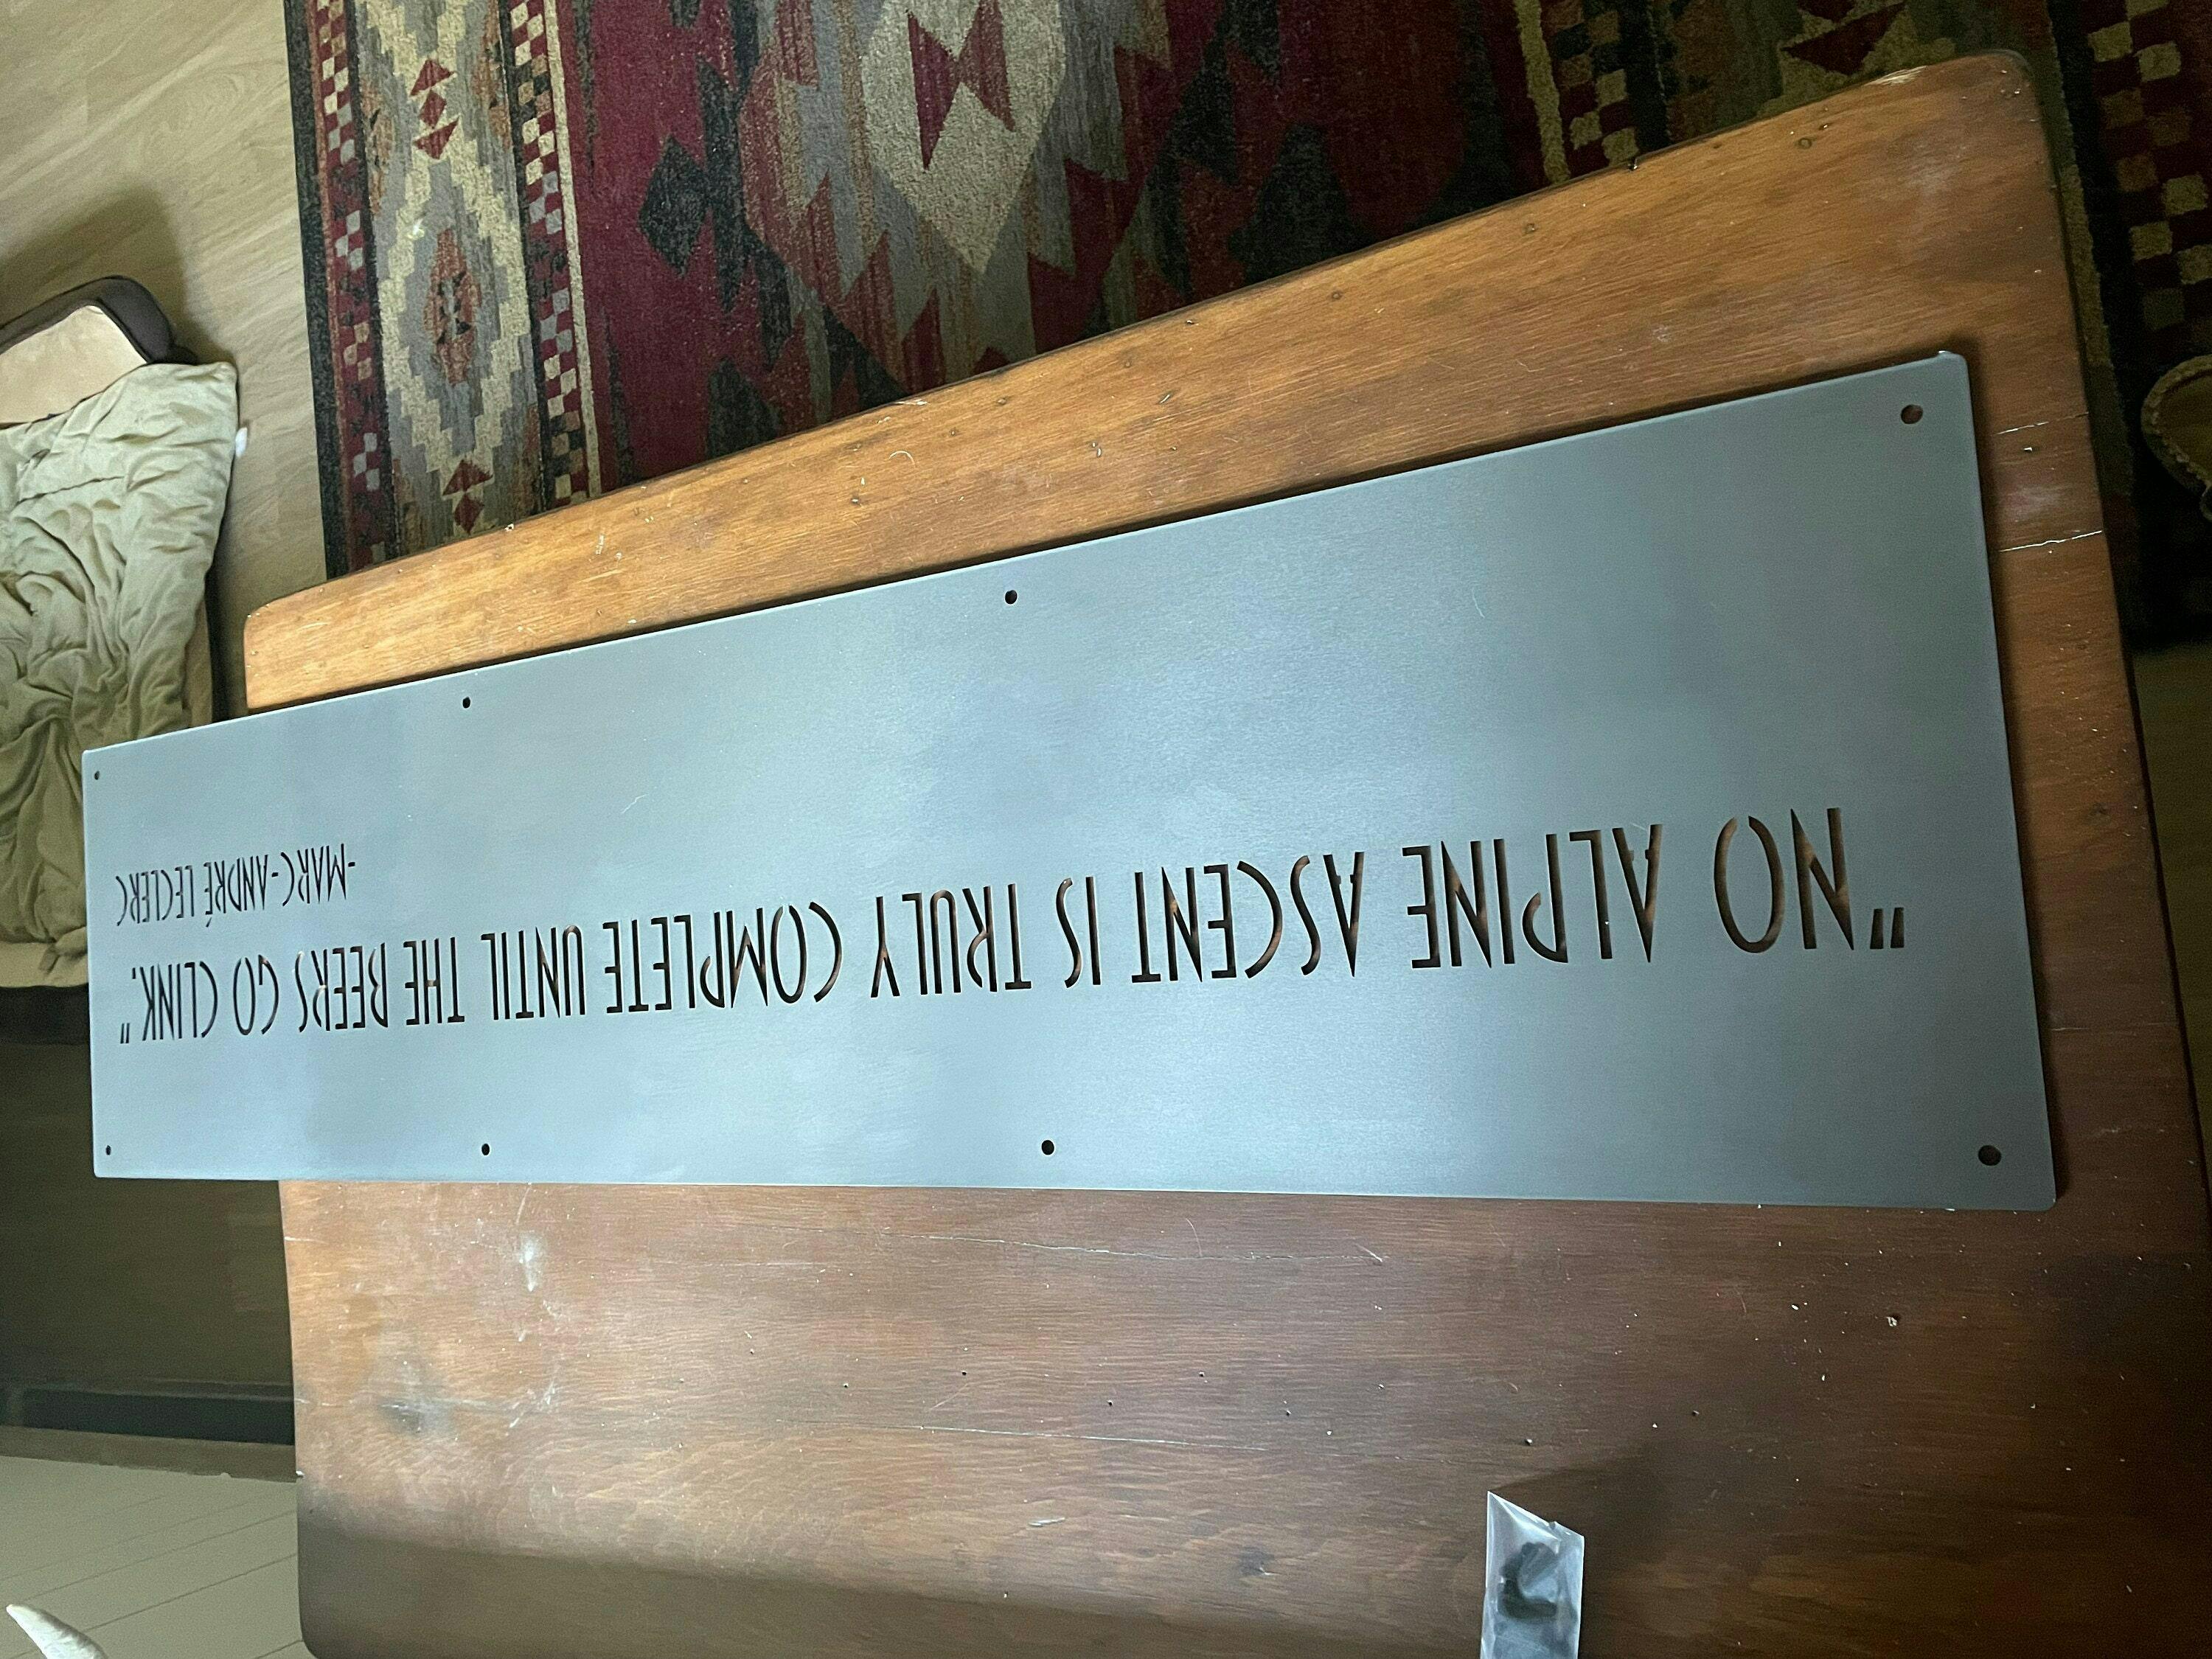 "NO ALPINE ASCENT IS TRULY COMPLETE UNTIL THE BEERS GO CLINK."
-MARC-ANDRÉ LECLERC